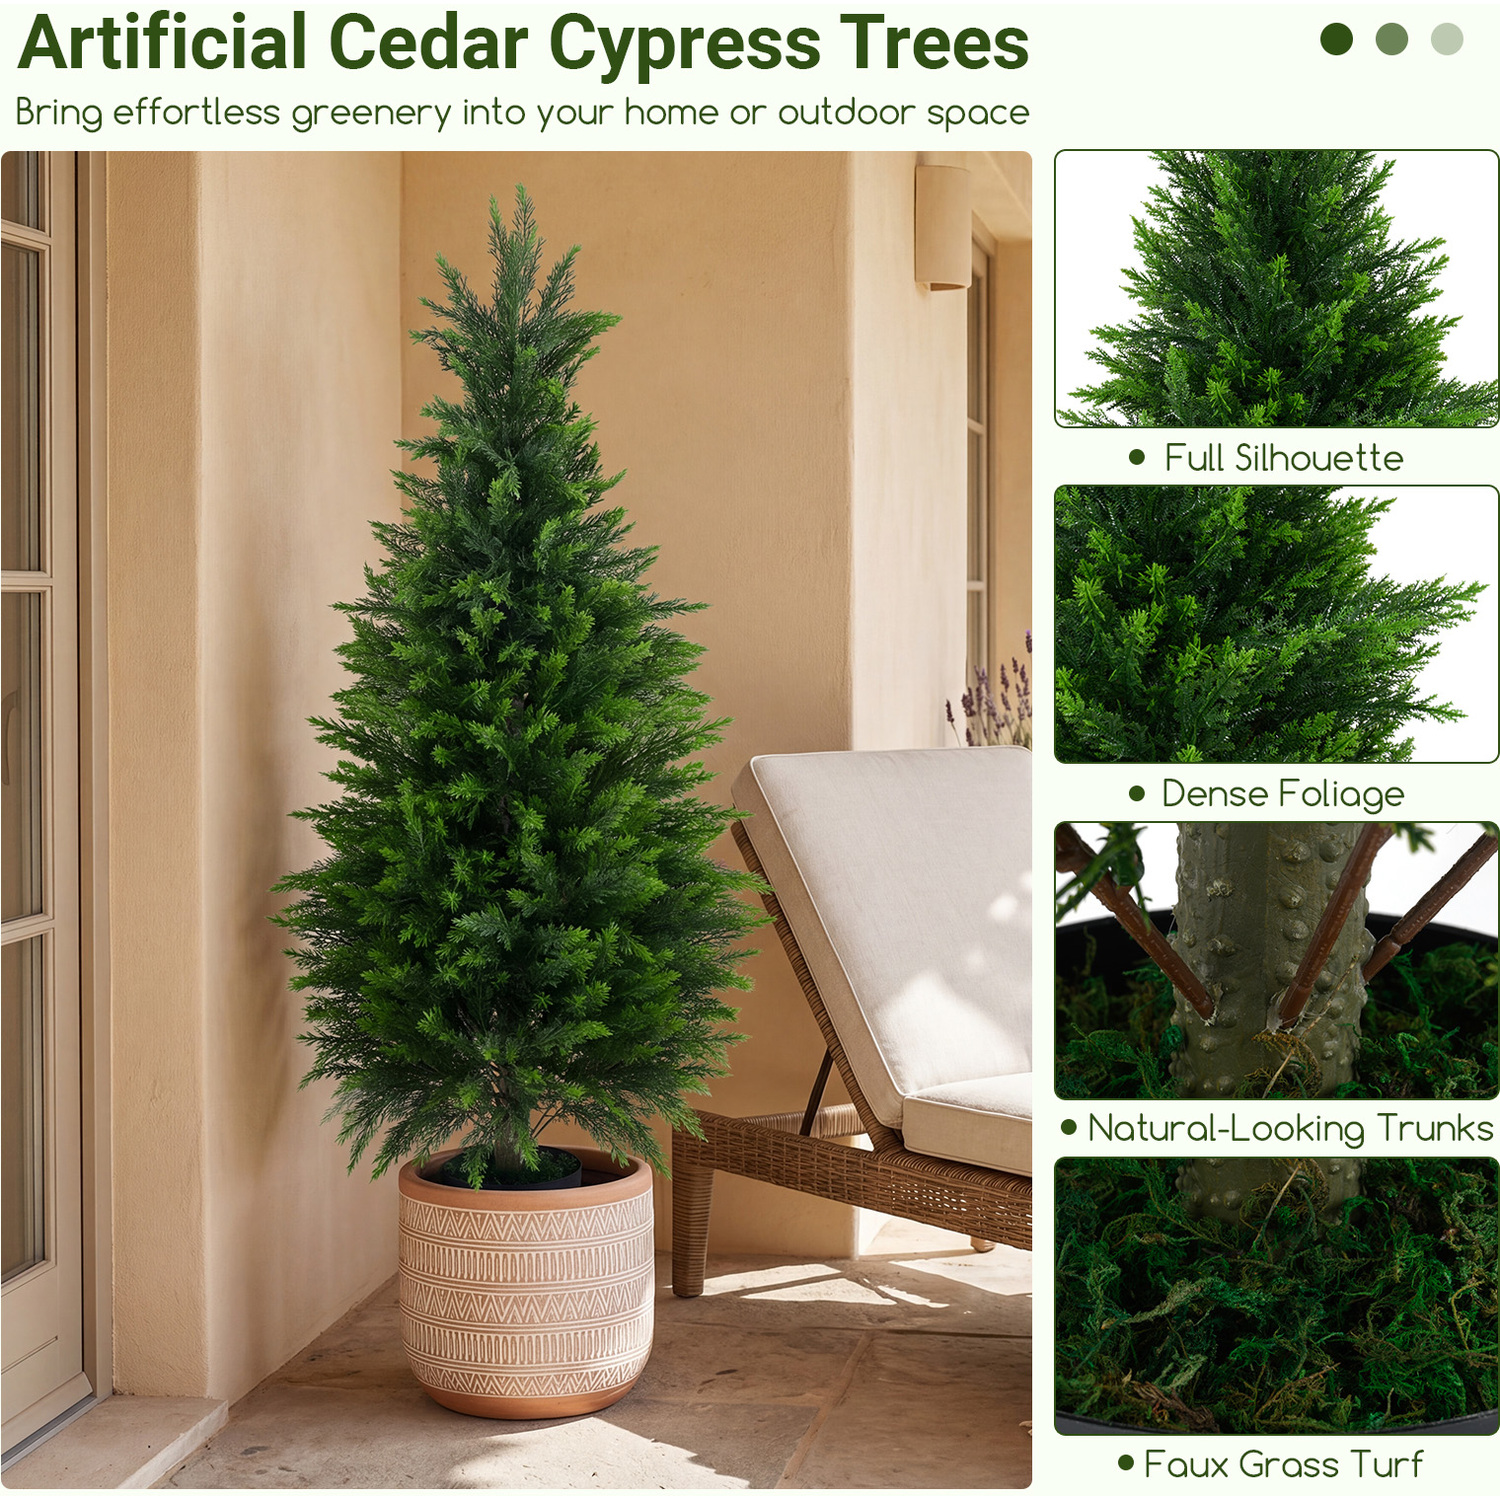 Artificial Cedar Cypress Trees
Bring effortless greenery into your home or outdoor space
Full Silhouette
Dense Foliage
Natural-Looking Trunks
Faux Grass Turf